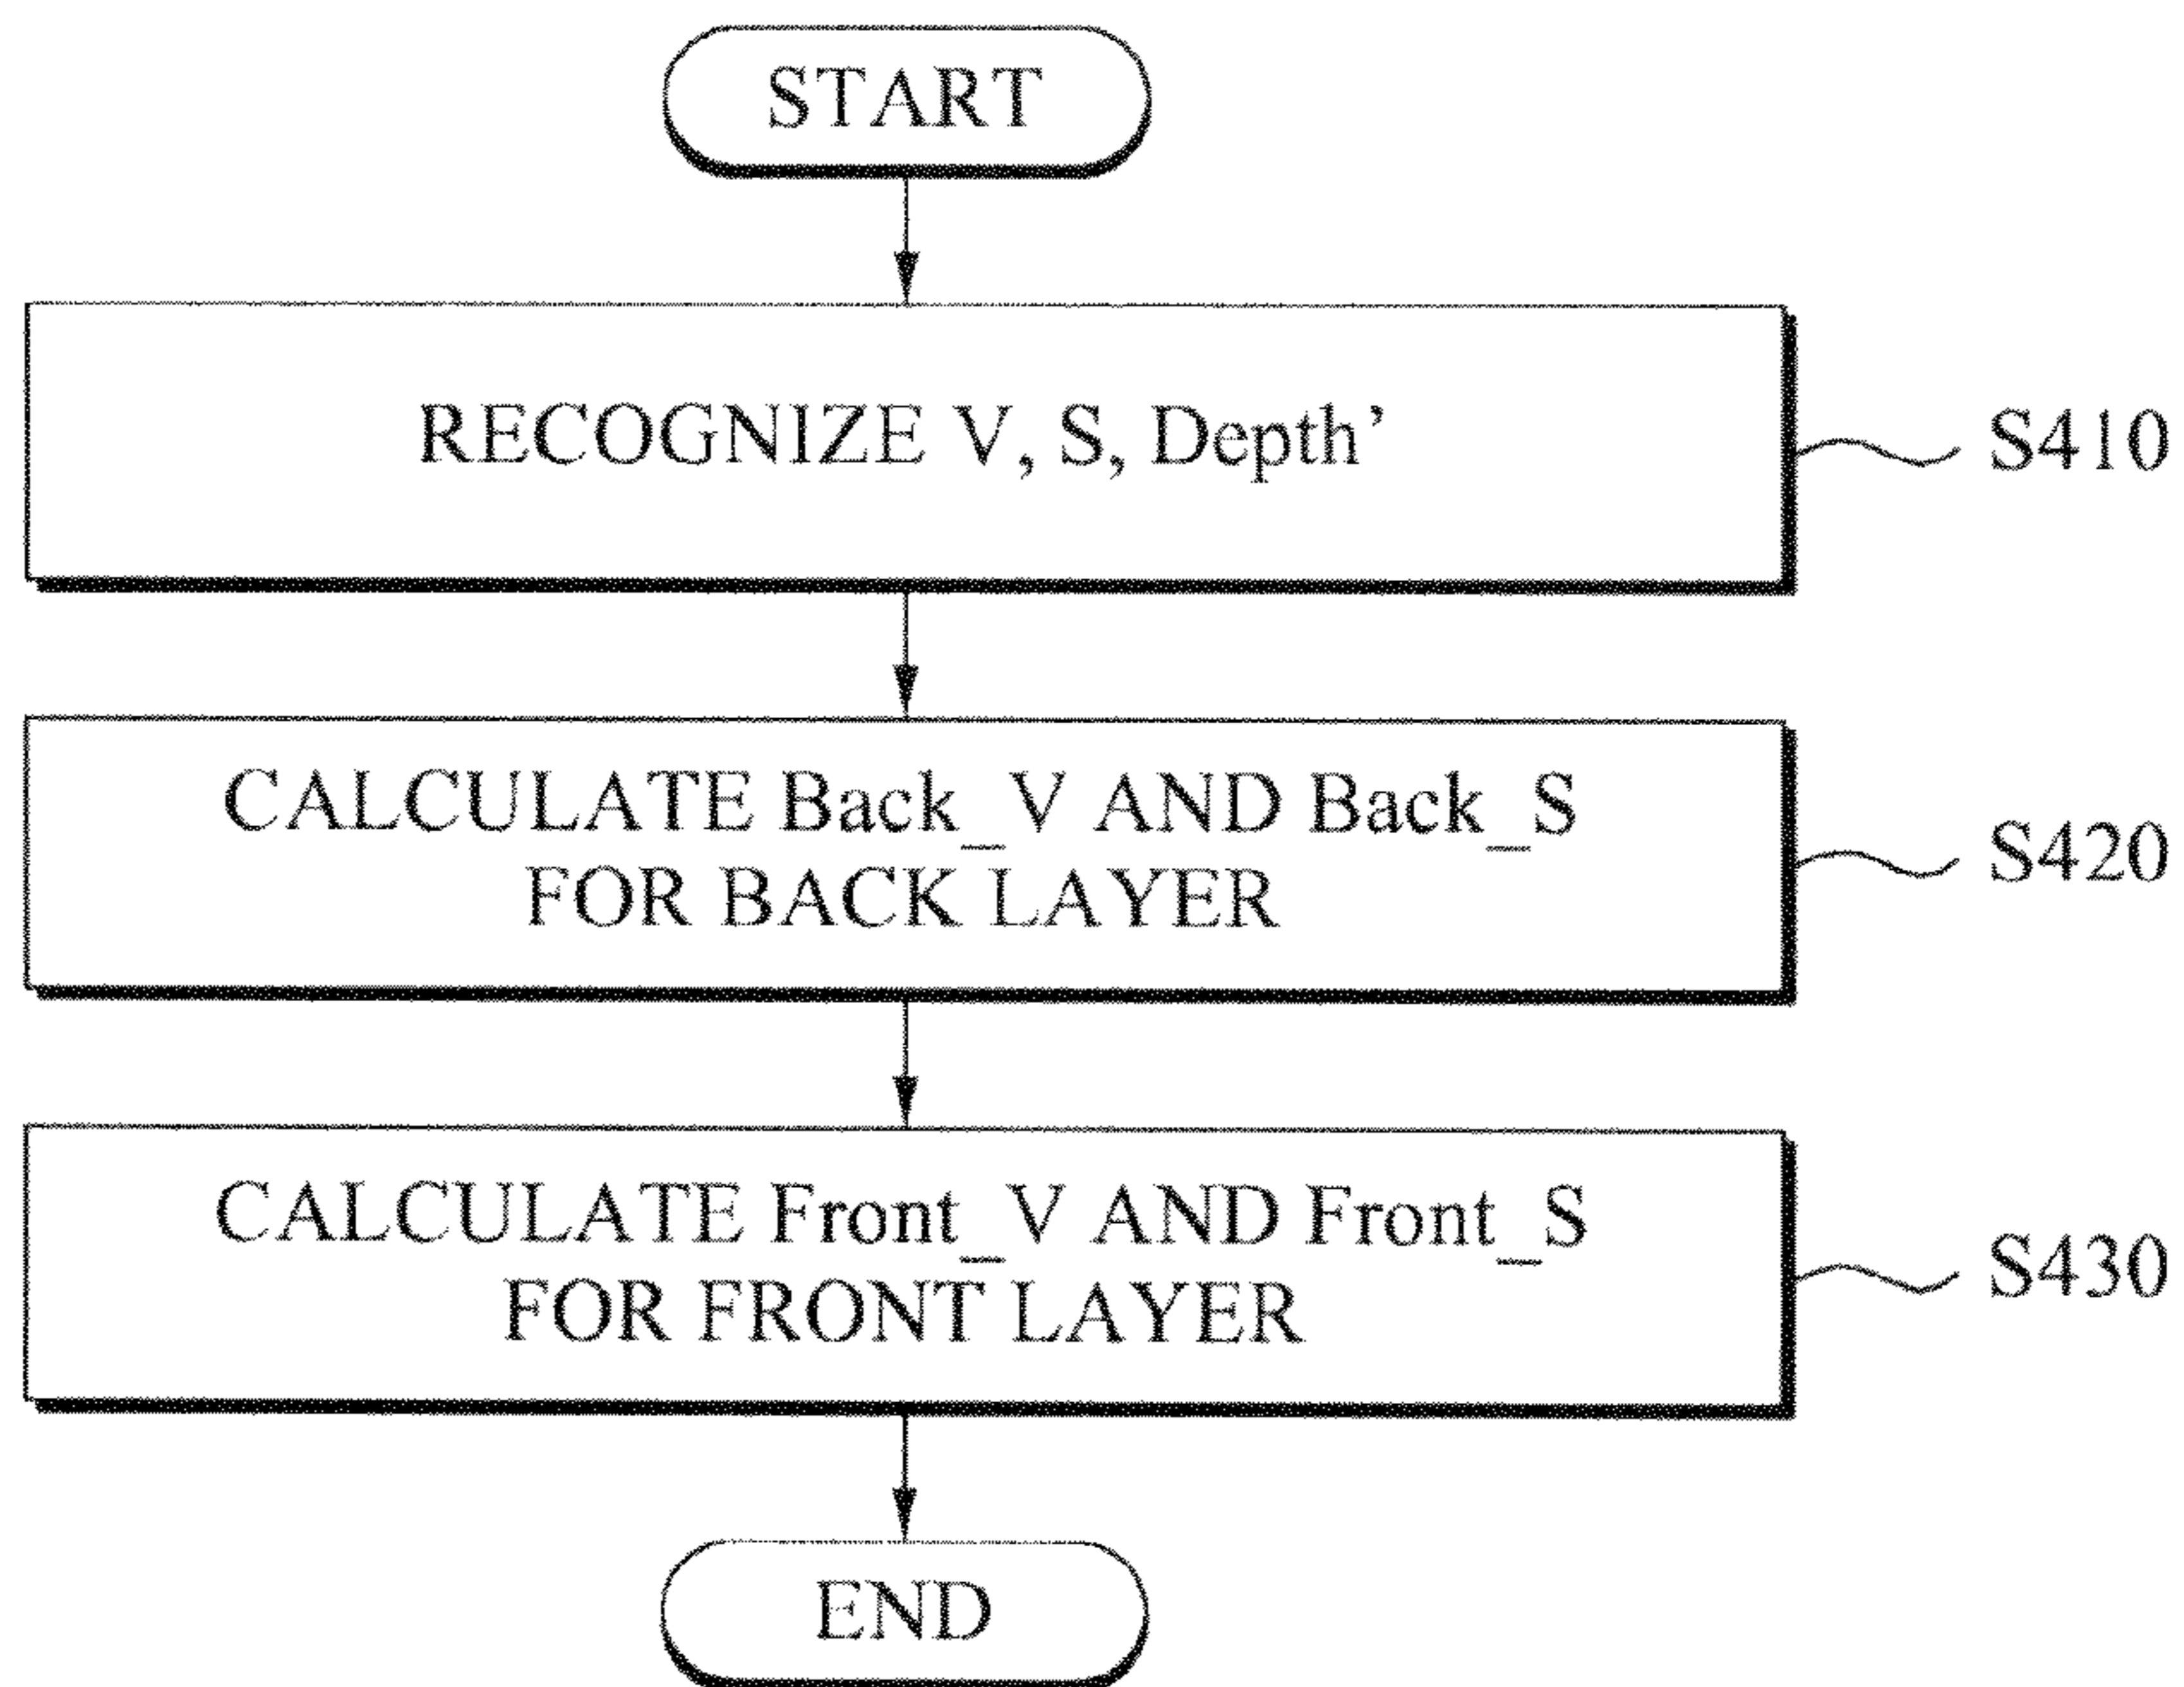 START
RECOGNIZE V, S, Depth’
S410
CALCULATE Back_V AND Back_S
FOR BACK LAYER
S420
CALCULATE Front_V AND Front_S
FOR FRONT LAYER
S430
END